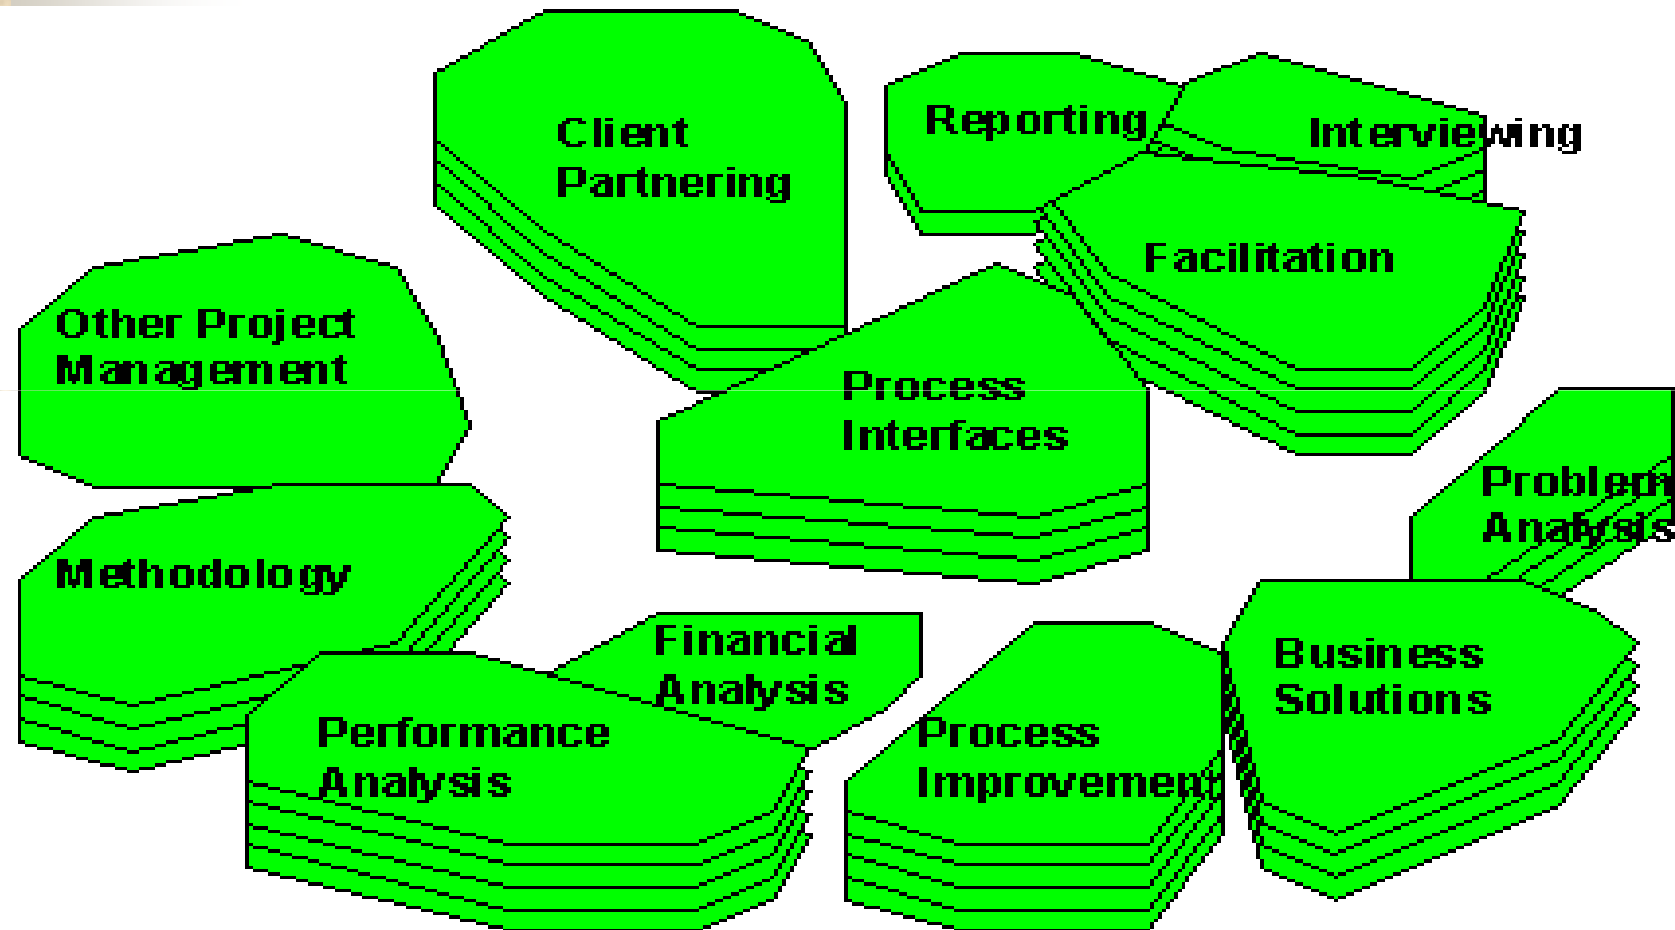 Client
Partnering
Reporting
Interviewing
Facilitation
Other Project
Management
Process
Interfaces
Problem
Analysis
Methodology
Financial
Analysis
Business
Solutions
Performance
Analysis
Process
Improvement